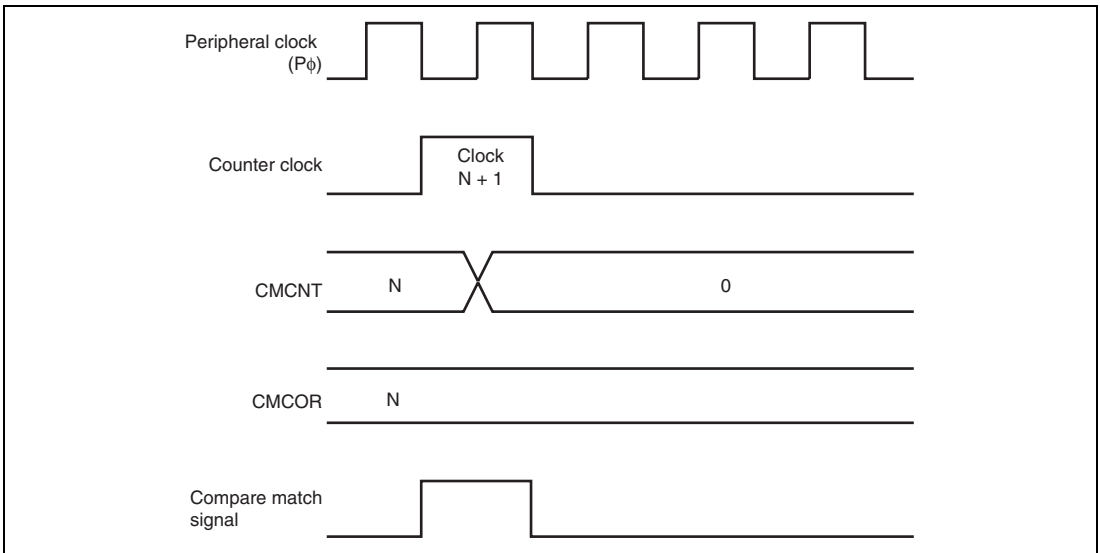 Peripheral clock
(Pϕ)
Counter clock
Clock
N + 1
CMCNT
N
0
CMCOR
N
Compare match
signal